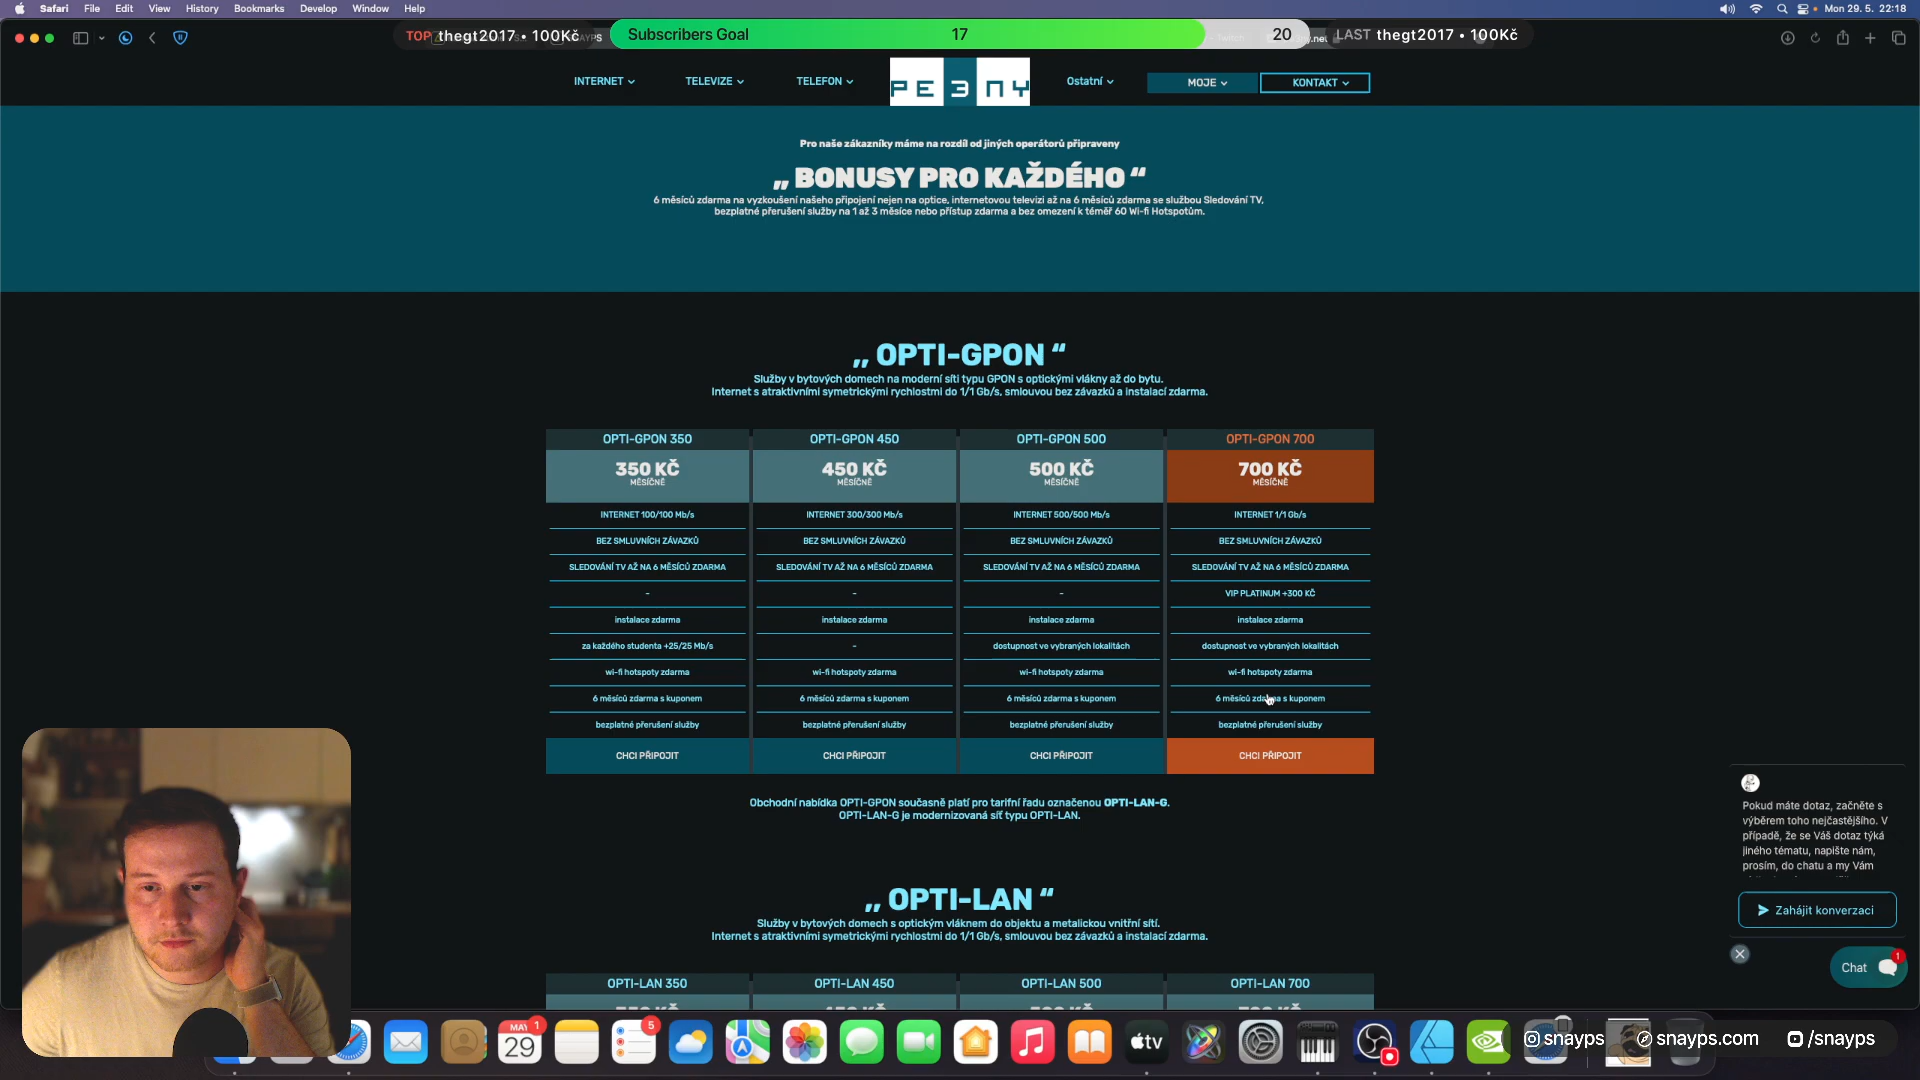 Safari File Edit View History Bookmarks Develop Window Help
Mon 29. 5. 22:18
TOP thegt2017 • 100Kč
Subscribers Goal 17 20
LAST thegt2017 • 100Kč
INTERNET TELEVIZE TELEFON PE3NY Ostatní MOJE KONTAKT
Pro naše zákazníky máme na rozdíl od jiných operátorů připraveny
„ BONUSY PRO KAŽDÉHO “
6 měsíců zdarma na vyzkoušení našeho připojení nejen na optice, internetovou televizi až na 6 měsíců zdarma se službou Sledování TV,
bezplatné přerušení služby na 1 až 3 měsíce nebo přístup zdarma a bez omezení k téměř 60 Wi-fi Hotspotům.
„ OPTI-GPON “
Služby v bytových domech na moderní síti typu GPON s optickými vlákny až do bytu.
Internet s atraktivními symetrickými rychlostmi do 1/1 Gb/s, smlouvou bez závazků a instalací zdarma.
OPTI-GPON 350 OPTI-GPON 450 OPTI-GPON 500 OPTI-GPON 700
350 KČ 450 KČ 500 KČ 700 KČ
MĚSÍČNĚ MĚSÍČNĚ MĚSÍČNĚ MĚSÍČNĚ
INTERNET 100/100 Mb/s INTERNET 300/300 Mb/s INTERNET 500/500 Mb/s INTERNET 1/1 Gb/s
BEZ SMLUVNÍCH ZÁVAZKŮ BEZ SMLUVNÍCH ZÁVAZKŮ BEZ SMLUVNÍCH ZÁVAZKŮ BEZ SMLUVNÍCH ZÁVAZKŮ
SLEDOVÁNÍ TV AŽ NA 6 MĚSÍCŮ ZDARMA SLEDOVÁNÍ TV AŽ NA 6 MĚSÍCŮ ZDARMA SLEDOVÁNÍ TV AŽ NA 6 MĚSÍCŮ ZDARMA SLEDOVÁNÍ TV AŽ NA 6 MĚSÍCŮ ZDARMA
- - - VIP PLATINUM +300 KČ
instalace zdarma instalace zdarma instalace zdarma instalace zdarma
za každého studenta +25/25 Mb/s - dostupnost ve vybraných lokalitách dostupnost ve vybraných lokalitách
wi-fi hotspoty zdarma wi-fi hotspoty zdarma wi-fi hotspoty zdarma wi-fi hotspoty zdarma
6 měsíců zdarma s kuponem 6 měsíců zdarma s kuponem 6 měsíců zdarma s kuponem 6 měsíců zdarma s kuponem
bezplatné přerušení služby bezplatné přerušení služby bezplatné přerušení služby bezplatné přerušení služby
CHCI PŘIPOJIT CHCI PŘIPOJIT CHCI PŘIPOJIT CHCI PŘIPOJIT
Obchodní nabídka OPTI-GPON současně platí pro tarifní řadu označenou OPTI-LAN-G.
OPTI-LAN-G je modernizovaná síť typu OPTI-LAN.
„ OPTI-LAN “
Služby v bytových domech s optickým vláknem do objektu a metalickou vnitřní sítí.
Internet s atraktivními symetrickými rychlostmi do 1/1 Gb/s, smlouvou bez závazků a instalací zdarma.
OPTI-LAN 350 OPTI-LAN 450 OPTI-LAN 500 OPTI-LAN 700
Pokud máte dotaz, začněte s
výběrem toho nejčastějšího. V
případě, že se Váš dotaz týká
jiného tématu, napište nám,
prosím, do chatu a my Vám
Zahájit konverzaci
Chat 1
MAY 1
29
5
tv
snayps snayps.com /snayps